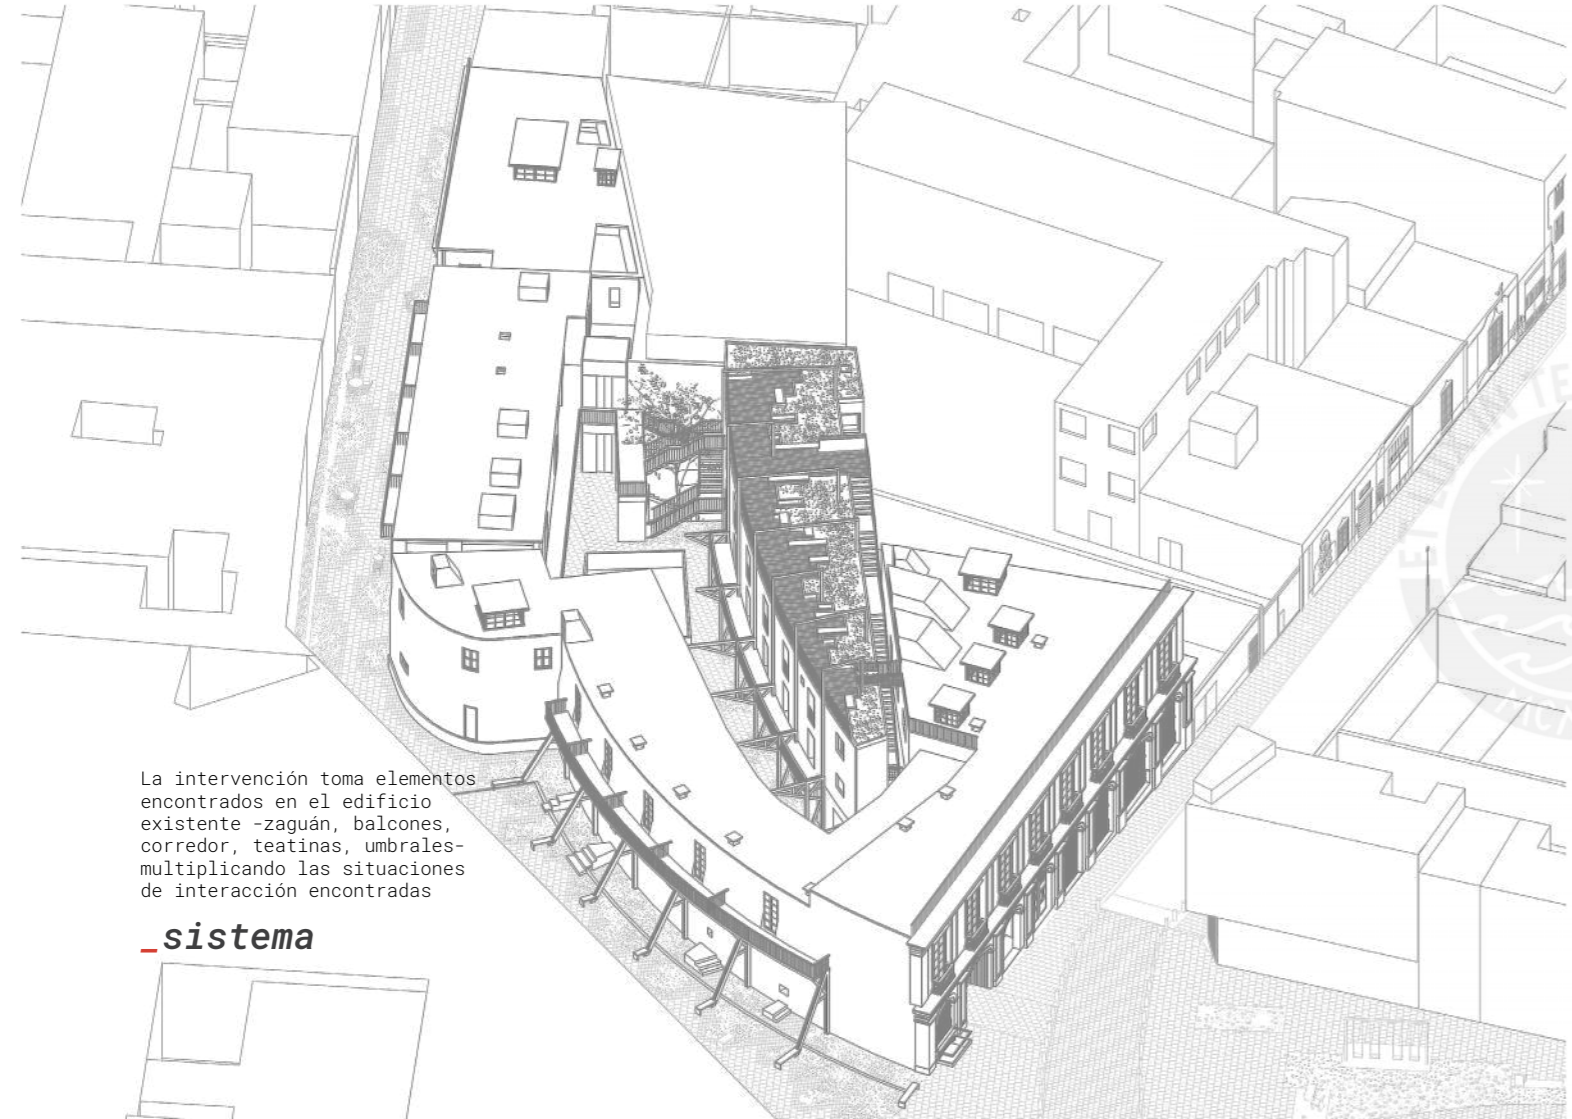 La intervención toma elementos
encontrados en el edificio
existente -zaguán, balcones,
corredor, teatinas, umbrales-
multiplicando las situaciones
de interacción encontradas
_sistema